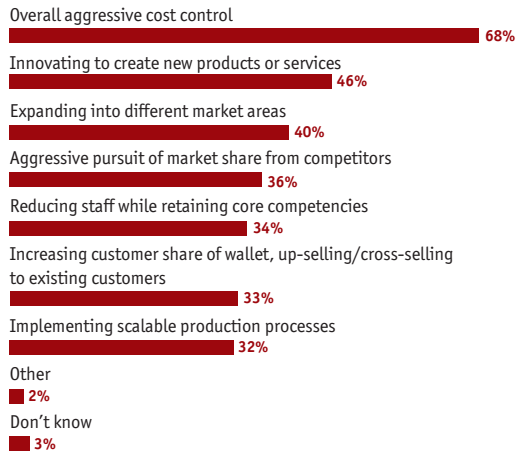 Overall aggressive cost control
68%
Innovating to create new products or services
46%
Expanding into different market areas
40%
Aggressive pursuit of market share from competitors
36%
Reducing staff while retaining core competencies
34%
Increasing customer share of wallet, up-selling/cross-selling
to existing customers
33%
Implementing scalable production processes
32%
Other
2%
Don’t know
3%